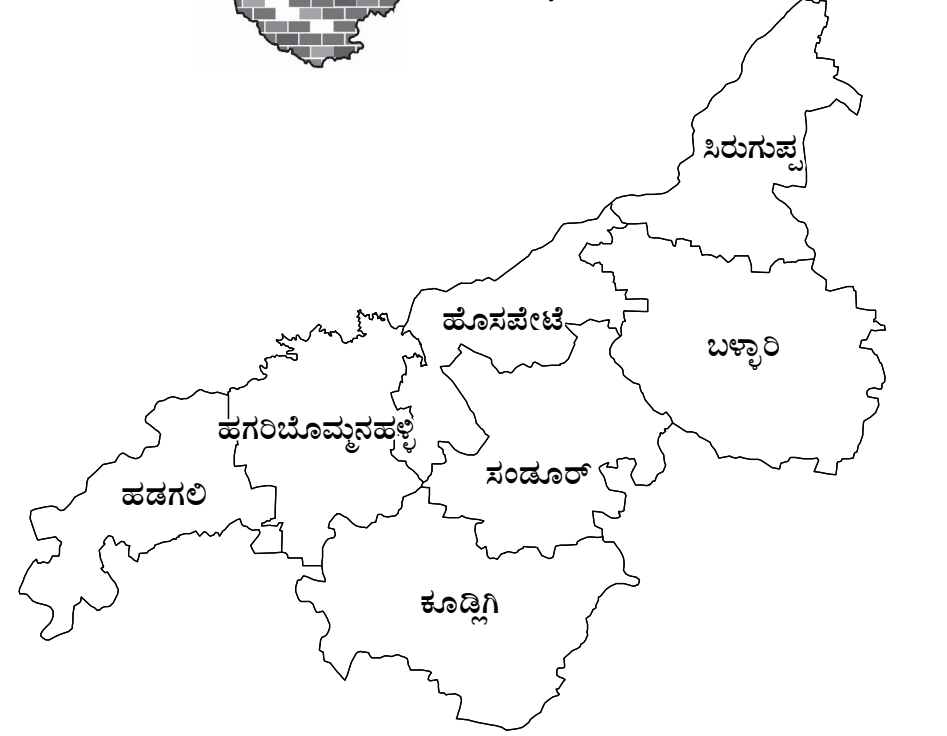 ಸಿರುಗುಪ್ಪ
ಹೊಸಪೇಟೆ
ಬಳ್ಳಾರಿ
ಹಗರಿಬೊಮ್ಮನಹಳ್ಳಿ
ಸಂಡೂರ್
ಹಡಗಲಿ
ಕೂಡ್ಲಿಗಿ